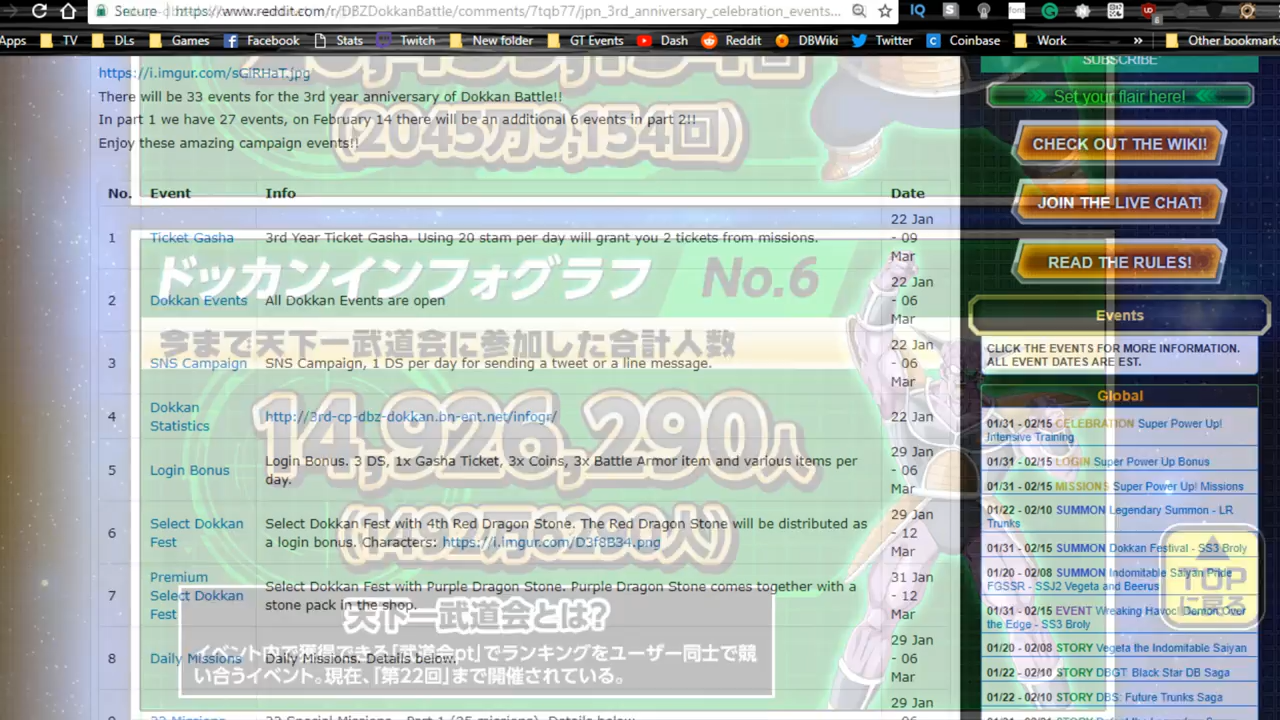 Secure https://www.reddit.com/r/DBZDokkanBattle/comments/7tqb77/jpn_3rd_anniversary_celebration_events...
Apps TV DLs Games Facebook Stats Twitch New folder GT Events Dash Reddit DBWiki Twitter Coinbase Work » Other bookmarks
https://i.imgur.com/sGIRHaT.jpg
There will be 33 events for the 3rd year anniversary of Dokkan Battle!!
In part 1 we have 27 events, on February 14 there will be an additional 6 events in part 2!!
Enjoy these amazing campaign events!!
(2045万9,154回)
No. Event Info Date
1 Ticket Gasha 3rd Year Ticket Gasha. Using 20 stam per day will grant you 2 tickets from missions. 22 Jan - 09 Mar
2 Dokkan Events All Dokkan Events are open 22 Jan - 06 Mar
3 SNS Campaign SNS Campaign, 1 DS per day for sending a tweet or a line message. 22 Jan - 06 Mar
4 Dokkan Statistics http://3rd-cp-dbz-dokkan.bn-ent.net/infogr/ 22 Jan
5 Login Bonus Login Bonus. 3 DS, 1x Gasha Ticket, 3x Coins, 3x Battle Armor item and various items per day. 29 Jan - 06 Mar
6 Select Dokkan Fest Select Dokkan Fest with 4th Red Dragon Stone. The Red Dragon Stone will be distributed as a login bonus. Characters: https://i.imgur.com/D3f8B34.png 29 Jan - 12 Mar
7 Premium Select Dokkan Fest Select Dokkan Fest with Purple Dragon Stone. Purple Dragon Stone comes together with a stone pack in the shop. 31 Jan - 12 Mar
8 Daily Missions Daily Missions. Details below. 29 Jan - 06 Mar
29 Jan
ドッカンインフォグラフ No.6
今まで天下一武道会に参加した合計人数
14,926,290人
天下一武道会とは?
イベント内で獲得できる「武道会pt」でランキングをユーザー同士で競
い合うイベント。現在、「第22回」まで開催されている。
TOP
に戻る
SUBSCRIBE
Set your flair here!
CHECK OUT THE WIKI!
JOIN THE LIVE CHAT!
READ THE RULES!
Events
CLICK THE EVENTS FOR MORE INFORMATION.
ALL EVENT DATES ARE EST.
Global
01/31 - 02/15 CELEBRATION Super Power Up!
Intensive Training
01/31 - 02/15 LOGIN Super Power Up Bonus
01/31 - 02/15 MISSIONS Super Power Up! Missions
01/22 - 02/10 SUMMON Legendary Summon - LR
Trunks
01/31 - 02/15 SUMMON Dokkan Festival - SS3 Broly
01/20 - 02/08 SUMMON Indomitable Saiyan Pride
FGSSR - SSJ2 Vegeta and Beerus
01/31 - 02/15 EVENT Wreaking Havoc! Demon Over
the Edge - SS3 Broly
01/20 - 02/08 STORY Vegeta the Indomitable Saiyan
01/22 - 02/10 STORY DBGT: Black Star DB Saga
01/22 - 02/10 STORY DBS: Future Trunks Saga